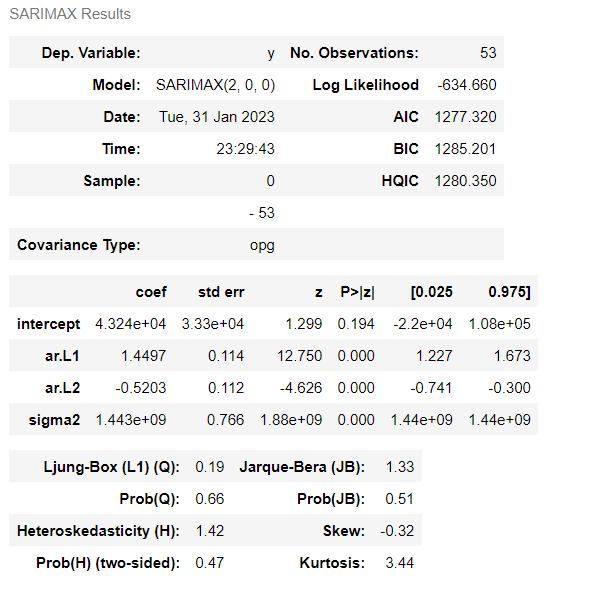 SARIMAX Results
Dep. Variable: y No. Observations: 53
Model: SARIMAX(2, 0, 0) Log Likelihood -634.660
Date: Tue, 31 Jan 2023 AIC 1277.320
Time: 23:29:43 BIC 1285.201
Sample: 0 HQIC 1280.350
- 53
Covariance Type: opg
coef std err z P>|z| [0.025 0.975]
intercept 4.324e+04 3.33e+04 1.299 0.194 -2.2e+04 1.08e+05
ar.L1 1.4497 0.114 12.750 0.000 1.227 1.673
ar.L2 -0.5203 0.112 -4.626 0.000 -0.741 -0.300
sigma2 1.443e+09 0.766 1.88e+09 0.000 1.44e+09 1.44e+09
Ljung-Box (L1) (Q): 0.19 Jarque-Bera (JB): 1.33
Prob(Q): 0.66 Prob(JB): 0.51
Heteroskedasticity (H): 1.42 Skew: -0.32
Prob(H) (two-sided): 0.47 Kurtosis: 3.44